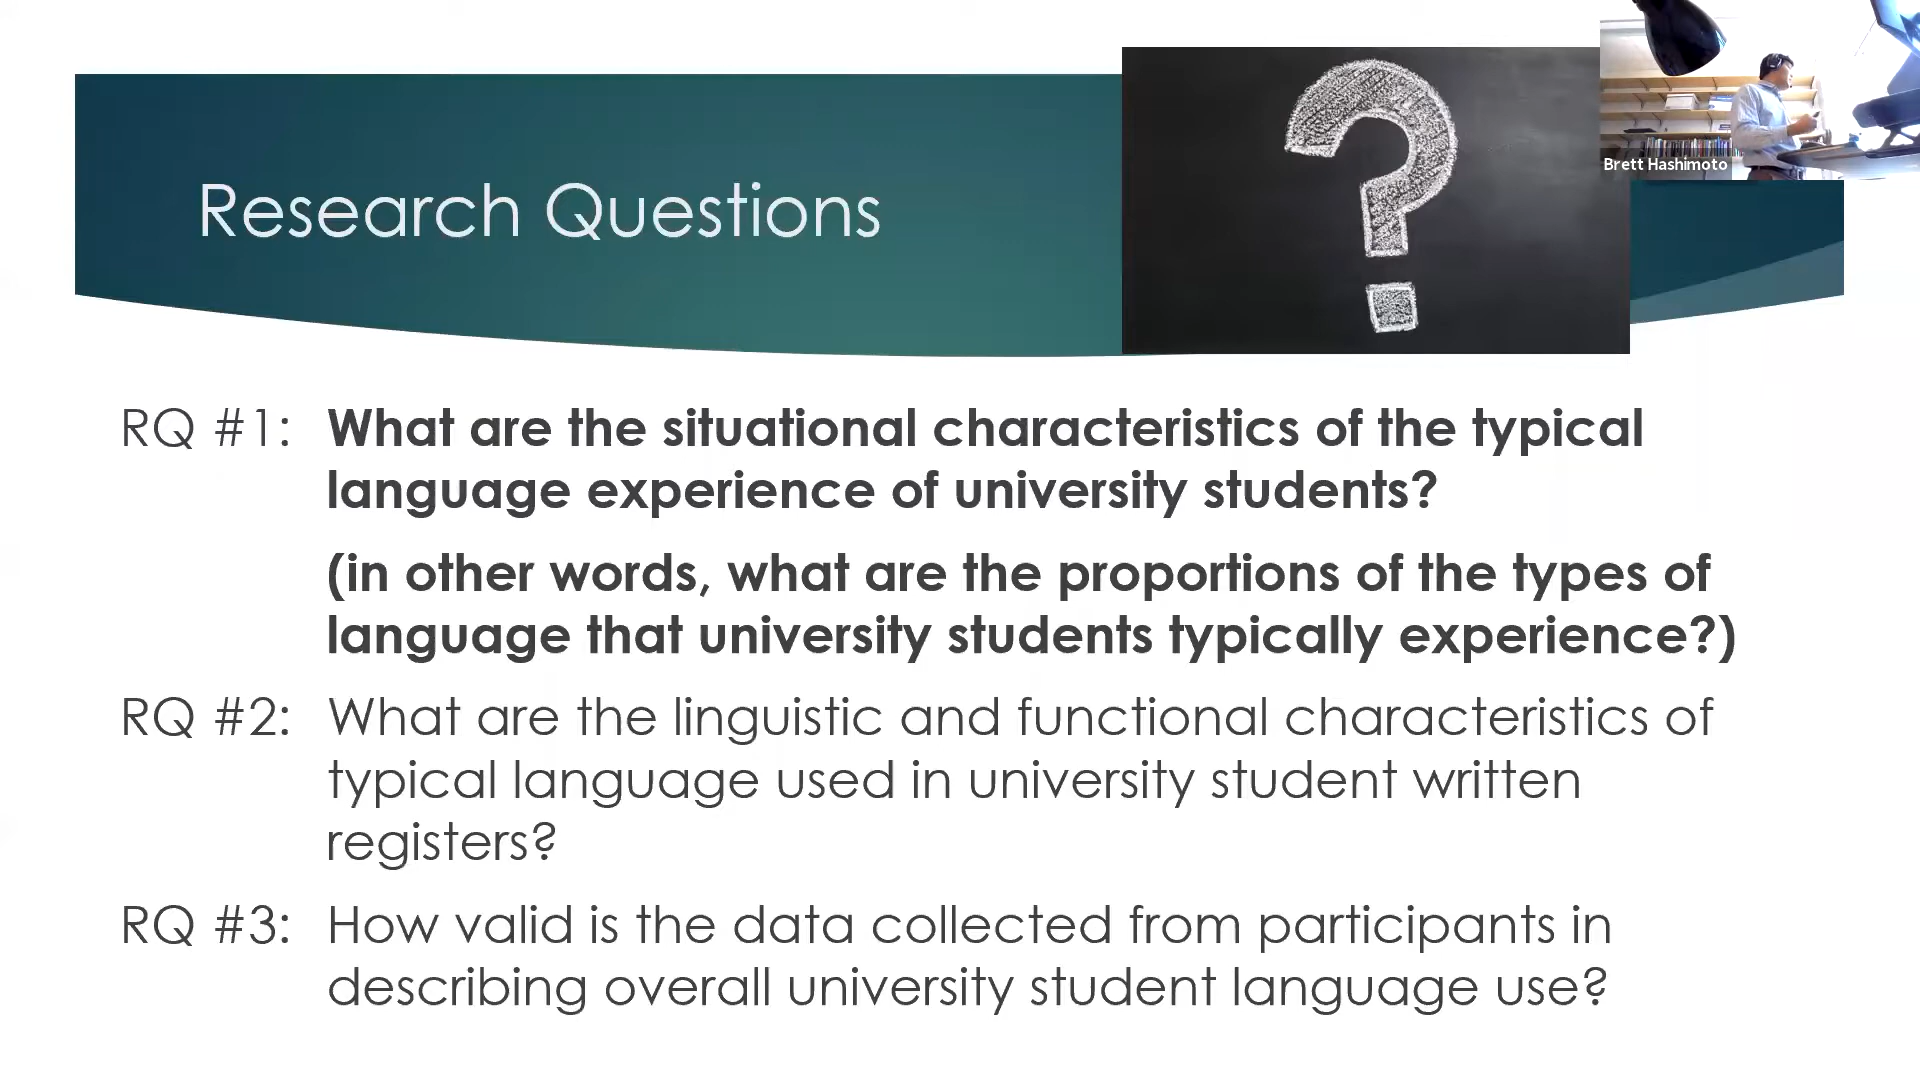 Research Questions
Brett Hashimoto
RQ #1: What are the situational characteristics of the typical
language experience of university students?
(in other words, what are the proportions of the types of
language that university students typically experience?)
RQ #2: What are the linguistic and functional characteristics of
typical language used in university student written
registers?
RQ #3: How valid is the data collected from participants in
describing overall university student language use?